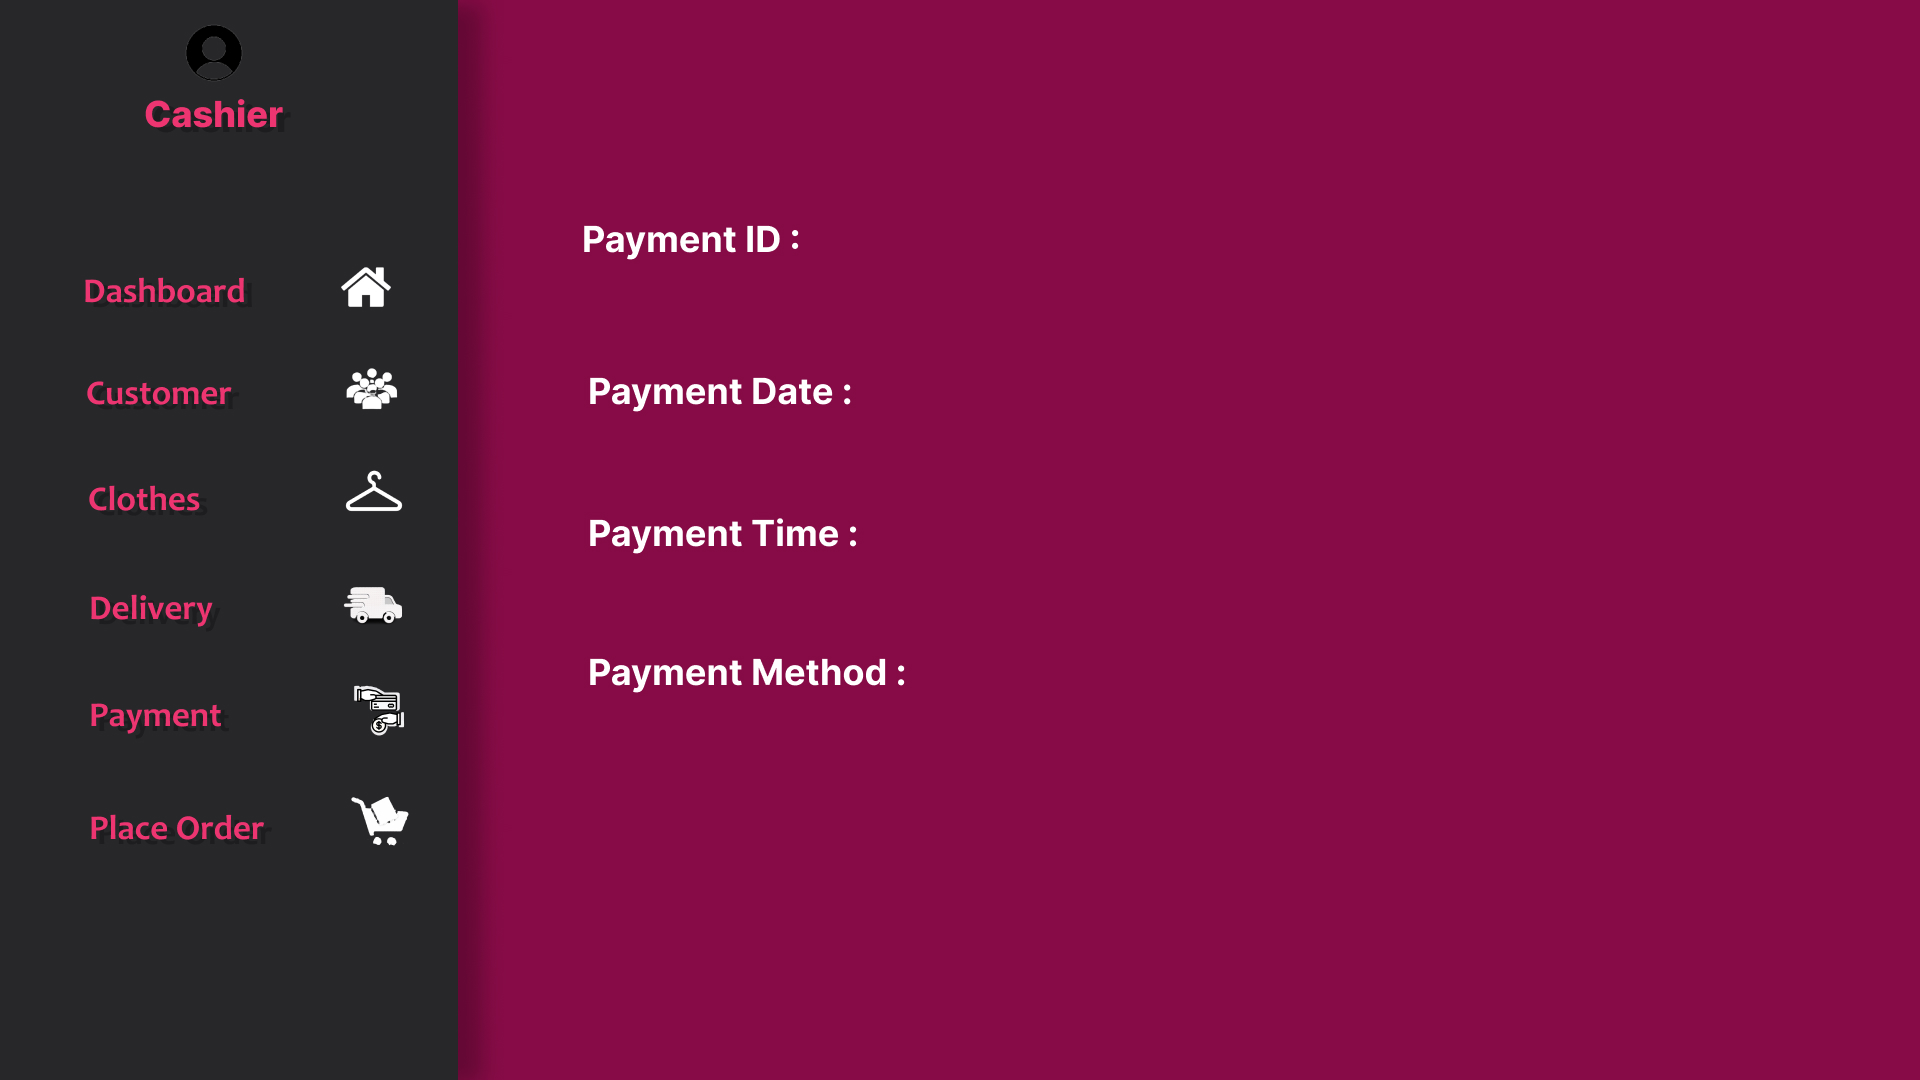 Cashier
Dashboard
Customer
Clothes
Delivery
Payment
Place Order
Payment ID :
Payment Date :
Payment Time :
Payment Method :